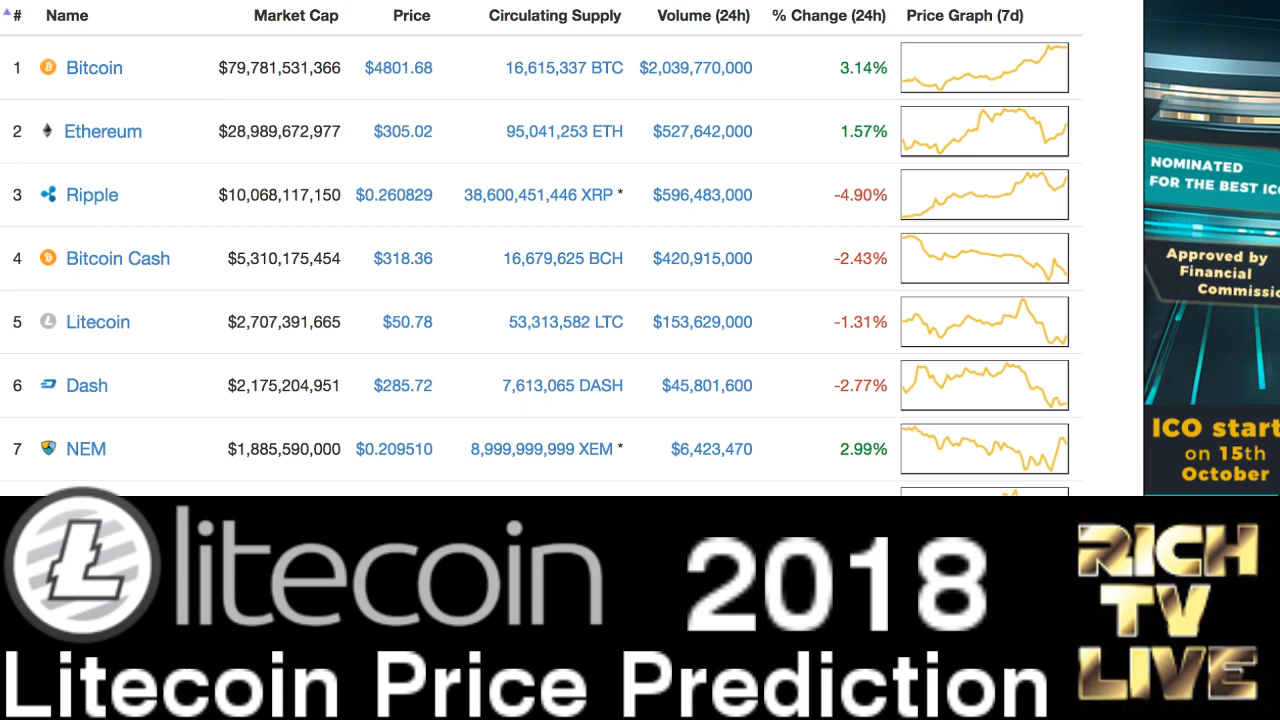 # Name Market Cap Price Circulating Supply Volume (24h) % Change (24h) Price Graph (7d)
1 Bitcoin $79,781,531,366 $4801.68 16,615,337 BTC $2,039,770,000 3.14%
2 Ethereum $28,989,672,977 $305.02 95,041,253 ETH $527,642,000 1.57%
3 Ripple $10,068,117,150 $0.260829 38,600,451,446 XRP * $596,483,000 -4.90%
4 Bitcoin Cash $5,310,175,454 $318.36 16,679,625 BCH $420,915,000 -2.43%
5 Litecoin $2,707,391,665 $50.78 53,313,582 LTC $153,629,000 -1.31%
6 Dash $2,175,204,951 $285.72 7,613,065 DASH $45,801,600 -2.77%
7 NEM $1,885,590,000 $0.209510 8,999,999,999 XEM * $6,423,470 2.99%
NOMINATED
FOR THE BEST IC
Approved by
Financial
Commissi
ICO start
on 15th
October
litecoin 2018
Litecoin Price Prediction
RICH
TV
LIVE